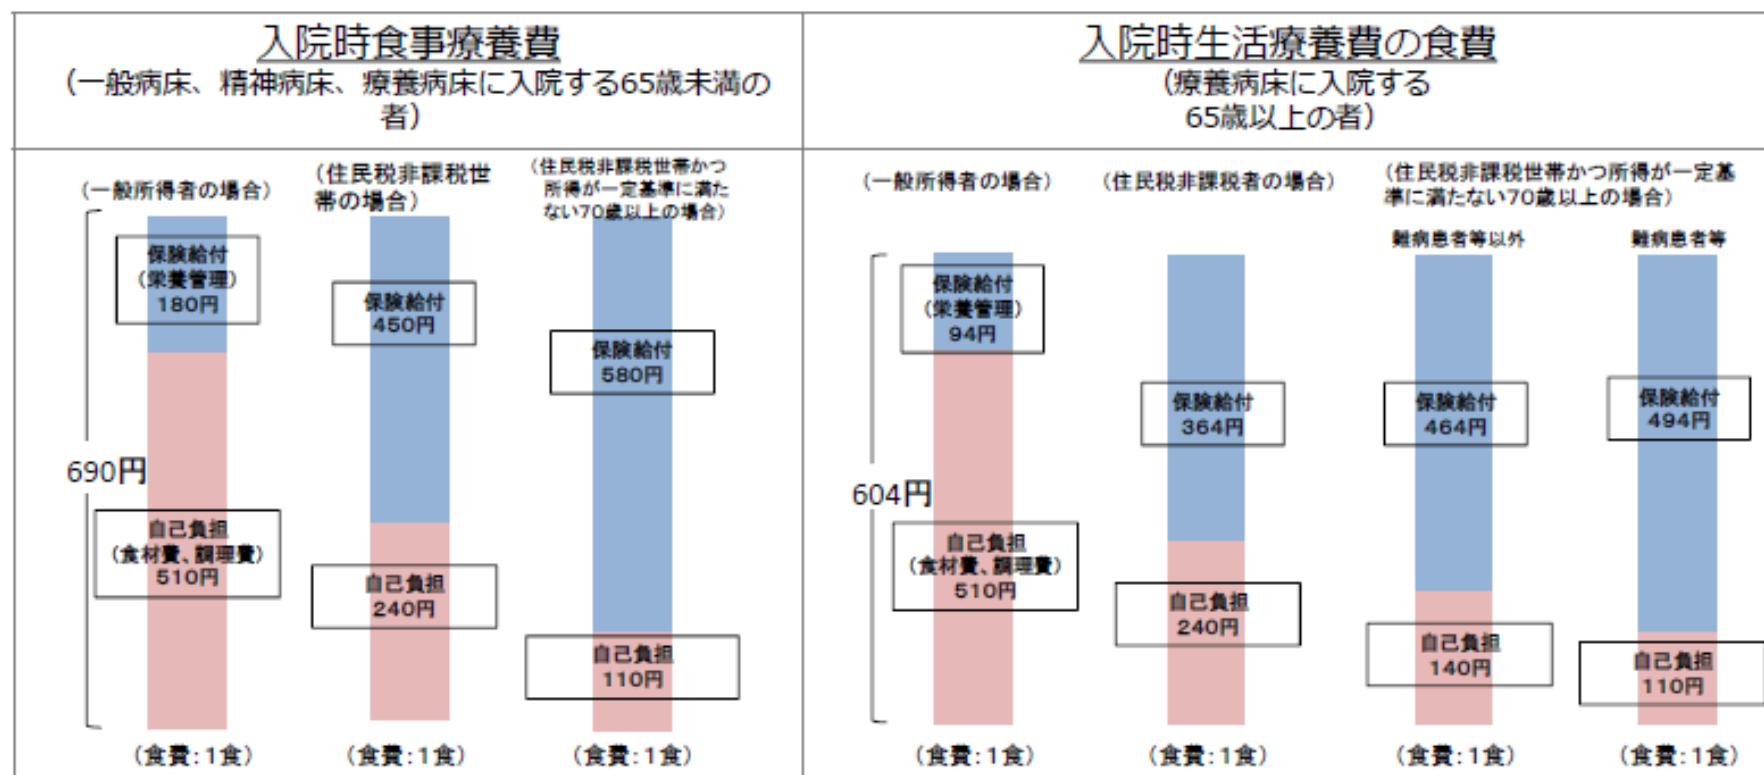 入院時食事療養費
（一般病床、精神病床、療養病床に入院する65歳未満の
者）
（一般所得者の場合）
（住民税非課税世
帯の場合）
（住民税非課税世帯かつ
所得が一定基準に満た
ない70歳以上の場合）
保険給付
（栄養管理）
180円
保険給付
450円
保険給付
580円
690円
自己負担
（食材費、調理費）
510円
自己負担
240円
自己負担
110円
（食費：1食）
（食費：1食）
（食費：1食）
入院時生活療養費の食費
（療養病床に入院する
65歳以上の者）
（一般所得者の場合）
（住民税非課税者の場合）
（住民税非課税世帯かつ所得が一定基
準に満たない70歳以上の場合）
難病患者等以外
難病患者等
保険給付
（栄養管理）
94円
保険給付
364円
保険給付
464円
保険給付
494円
604円
自己負担
（食材費、調理費）
510円
自己負担
240円
自己負担
140円
自己負担
110円
（食費：1食）
（食費：1食）
（食費：1食）
（食費：1食）